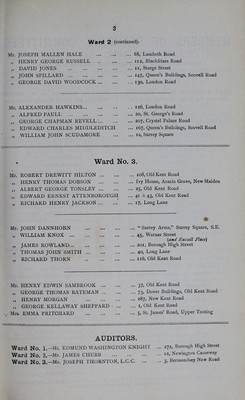 3
Ward 2 (continued).
Mr. JOSEPH MALLEN HALE ... ... ... 68, Lambeth Road
„ HENRY GEORGE RUSSELL ... ... 112, Blackfriars Road
„ DAVID JONES ... ... ... 11, Surrey Street
„ JOHN SPILLARD ... ... ... 147, Queen's Buildings, Scovell Road
„ GEORGE DAVID WOODCOCK ... ... 130, London Road
Mr. ALEXANDER HAWKINS ... ... ... 116, London Road
„ ALFRED PAULL ... ... ... 20, St. George's Road
„ GEORGE CHAPMAN REVELL ... ... 207, Crystal Palace Road
„ EDWARD CHARLES MIDDLEDITCH ... 167, Queen's Buildings, Scovell Road
„ WILLIAM JOHN SCUDAMORE ... 10, Surrey Square
Ward No. 3.
Mr. ROBERT DREWITT HILTON ... ... 108, Old Kent Road
„ HENRY THOMAS DOBSON ... ... Ivy House, Acacia Grove, New Malden
„ ALBERT GEORGE TONSLEY ... ... 25, Old Kent Road
„ EDWARD ERNEST ATTENBOROUGH 41 & 43, Old Kent Road
„ RICHARD HENRY JACKSON ... ... 17, Long Lane
Mr. JOHN DANNHORN ... ... "Surrey Arms," Surrey Square, S.E.
„ WILLIAM KNOX ... ... 45, Warner Street
(and Russell Place)
„ JAMES ROWLAND ... ... 201, Borough High Street
„ THOMAS JOHN SMITH ... ... 40, Long Lane
„ RICHARD THORN ... ... 116, Old Kent Road
Mr. HENRY EDWIN SAMBROOK ... ... 37, Old Kent Road
„ GEORGE THOMAS BATEMAN ... ... 73, Dover Buildings, Old Kent Road
„ HENRY MORGAN ... ... 287, New Kent Road
„ GEORGE KELLAWAY SHEPPARD ... 1, Old Kent Road
Mrs. EMMA PRITCHARD ... ... 5, St. James' Road, Upper Tooting
AUDITORS.
Ward No. 1.—Mr. EDMUND WASHINGTON KNIGHT ... 172, Borough High Street
Ward No. 2.—Mr. JAMES CHUBB ... ... 12, Newington Causeway
Ward No. 3.—Mr. JOSEPH THORNTON, L.C.C. ... 3, Bermondsey New Road